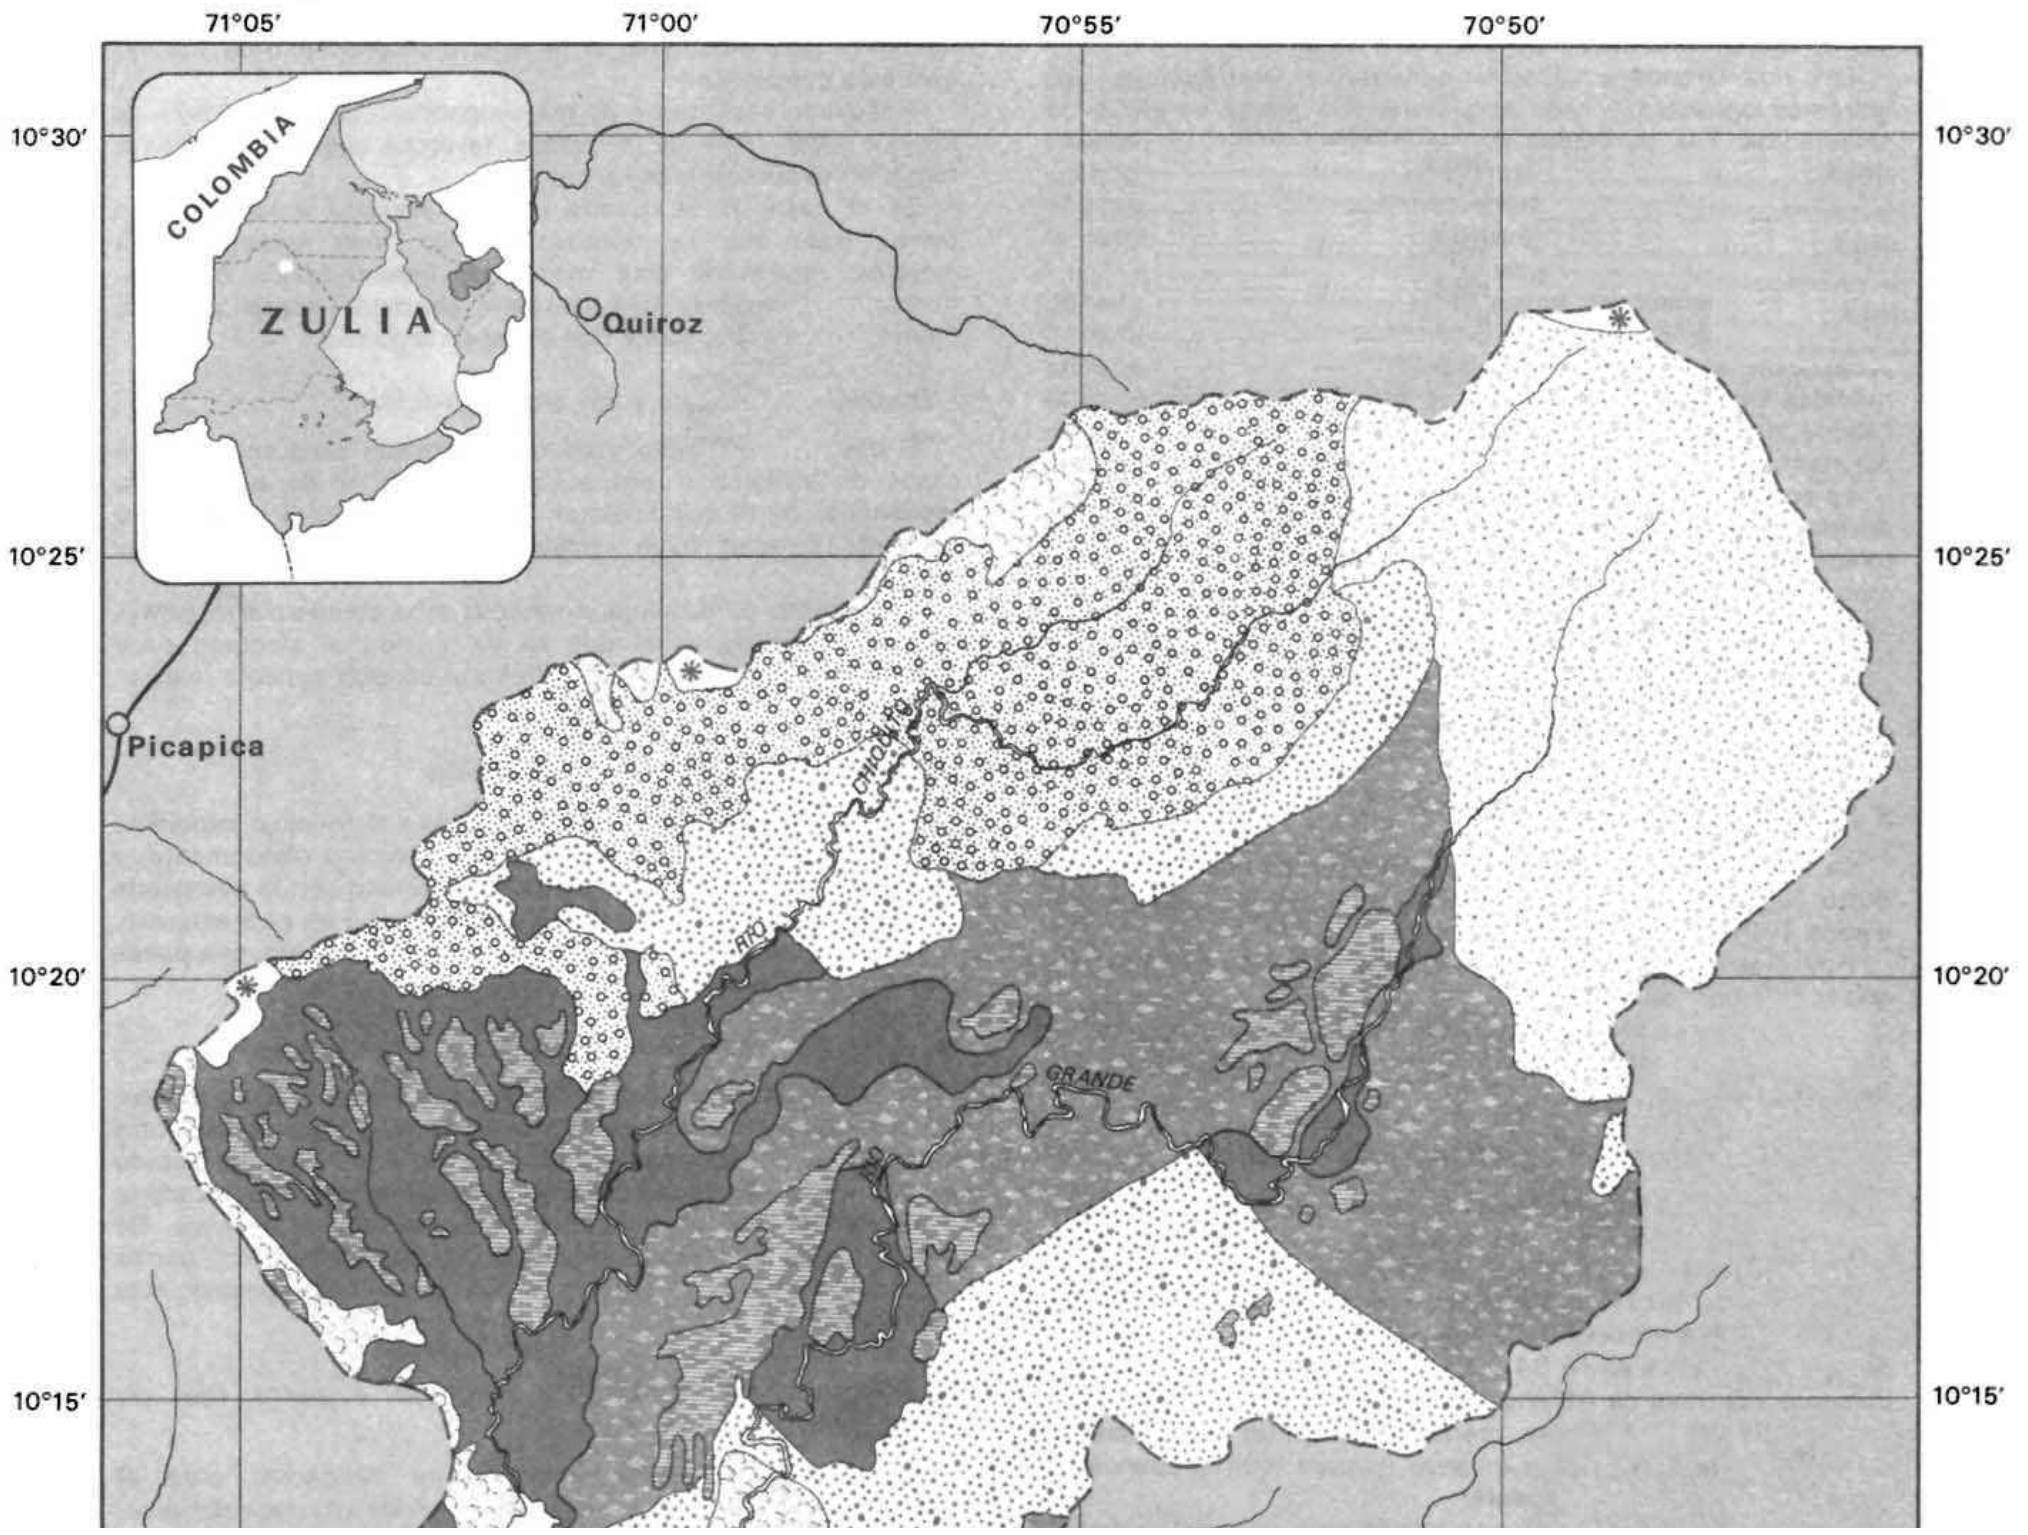 71°05′ 71°00′ 70°55′ 70°50′
10°30′ 10°30′
COLOMBIA
ZULIA
Quiroz
10°25′ 10°25′
Picapica
CHIQUITO
RIO
10°20′ 10°20′
GRANDE
RIO
10°15′ 10°15′